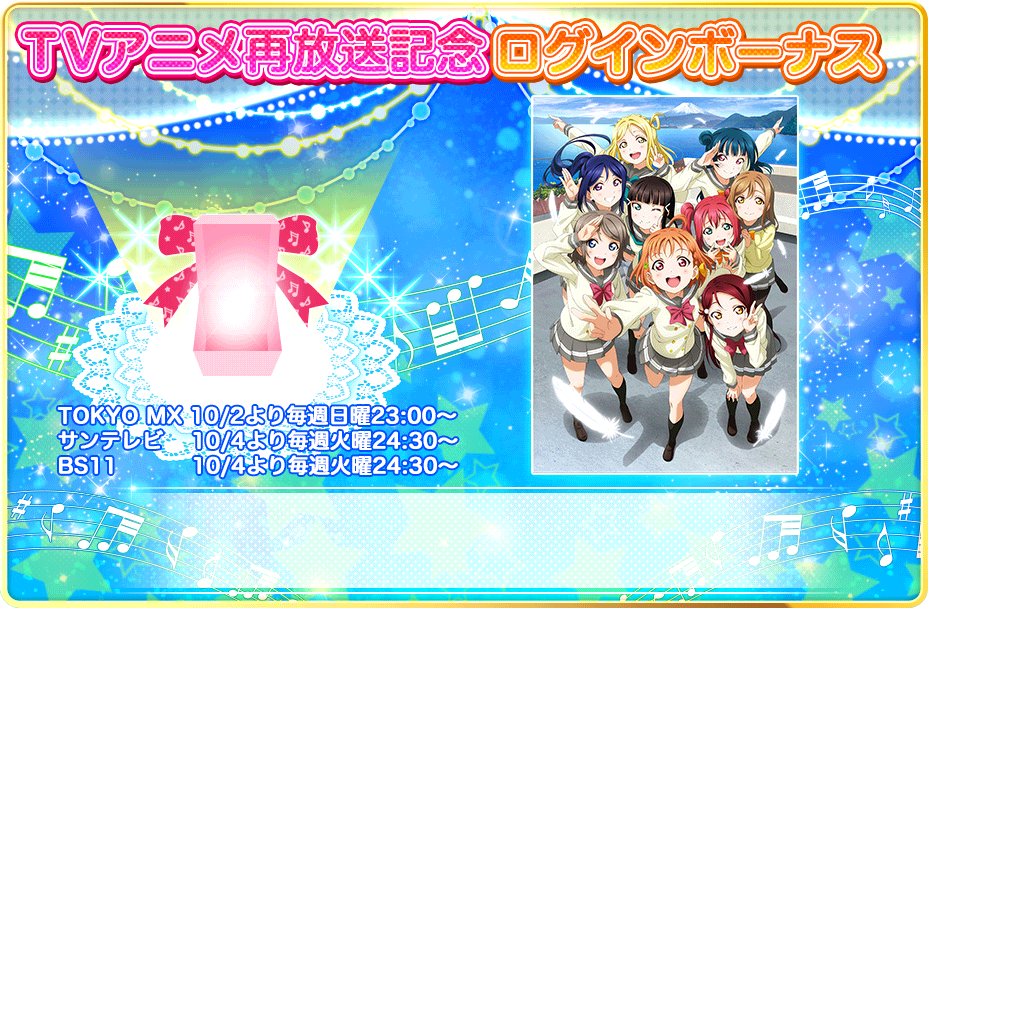 TVアニメ再放送記念 ログインボーナス
TOKYO MX 10/2より毎週日曜23:00〜
サンテレビ 10/4より毎週火曜24:30〜
BS11 10/4より毎週火曜24:30〜